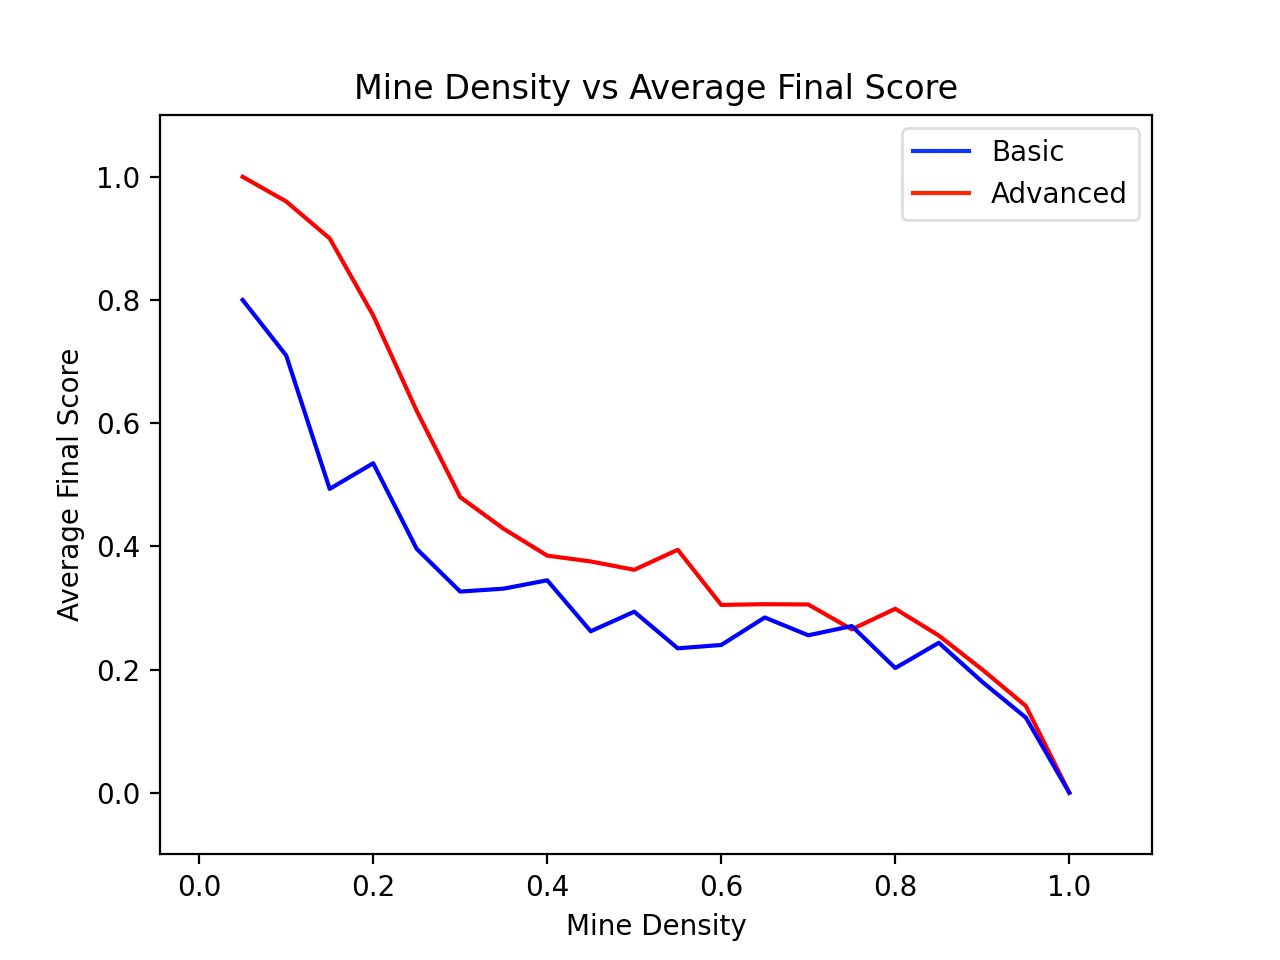 Mine Density vs Average Final Score
Basic
Advanced
Average Final Score
1.0
0.8
0.6
0.4
0.2
0.0
0.0 0.2 0.4 0.6 0.8 1.0
Mine Density